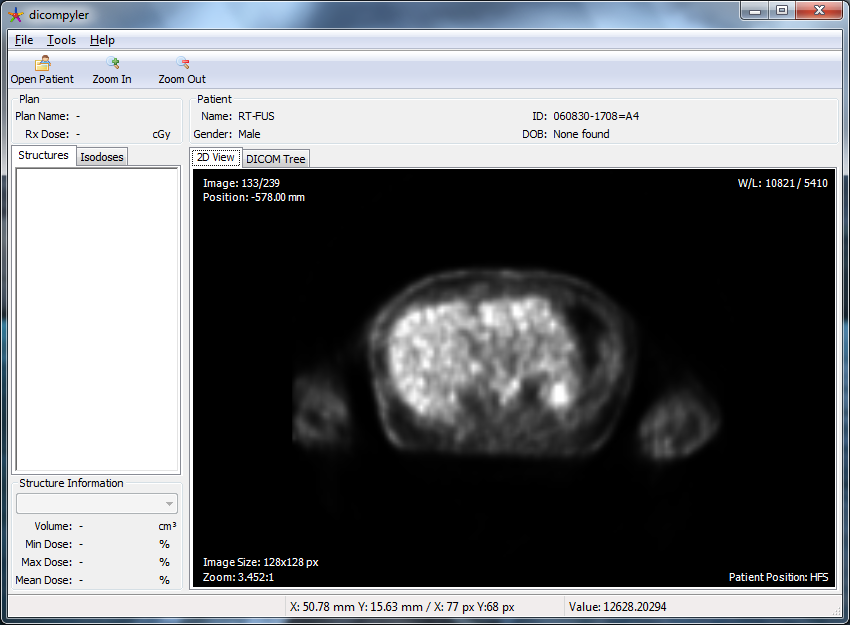 dicompyler
File Tools Help
Open Patient Zoom In Zoom Out
Plan
Plan Name: -
Rx Dose: - cGy
Patient
Name: RT-FUS ID: 060830-1708=A4
Gender: Male DOB: None found
Structures Isodoses
2D View DICOM Tree
Image: 133/239 W/L: 10821 / 5410
Position: -578.00 mm
Structure Information
Volume: - cm³
Min Dose: - %
Max Dose: - %
Mean Dose: - %
Image Size: 128x128 px
Zoom: 3.452:1 Patient Position: HFS
X: 50.78 mm Y: 15.63 mm / X: 77 px Y:68 px Value: 12628.20294